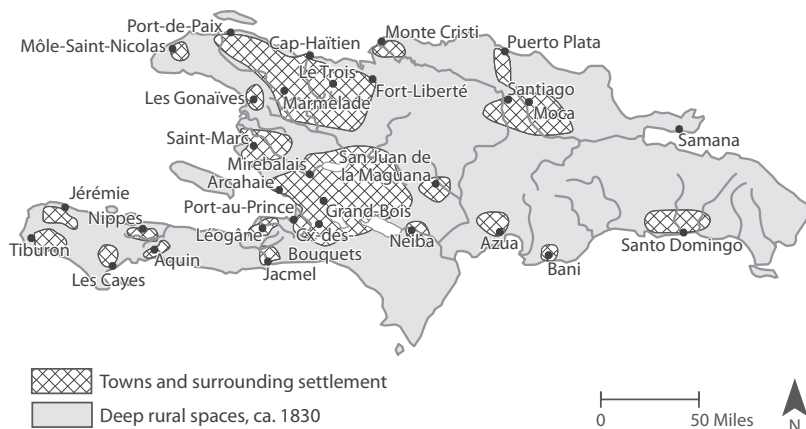 Port-de-Paix
Monte Cristi
Môle-Saint-Nicolas
Cap-Haïtien
Puerto Plata
Le Trois
Fort-Liberté
Santiago
Les Gonaïves
Marmelade
Moca
Saint-Marc
Samana
Mirebalais
San Juan de
la Maguana
Arcahaie
Jérémie
Port-au-Prince
Grand-Bois
Nippes
Léogâne
Cx-des
Bouquets
Neiba
Azua
Santo Domingo
Tiburon
Aquin
Bani
Les Cayes
Jacmel
Towns and surrounding settlement
Deep rural spaces, ca. 1830
0
50 Miles
N